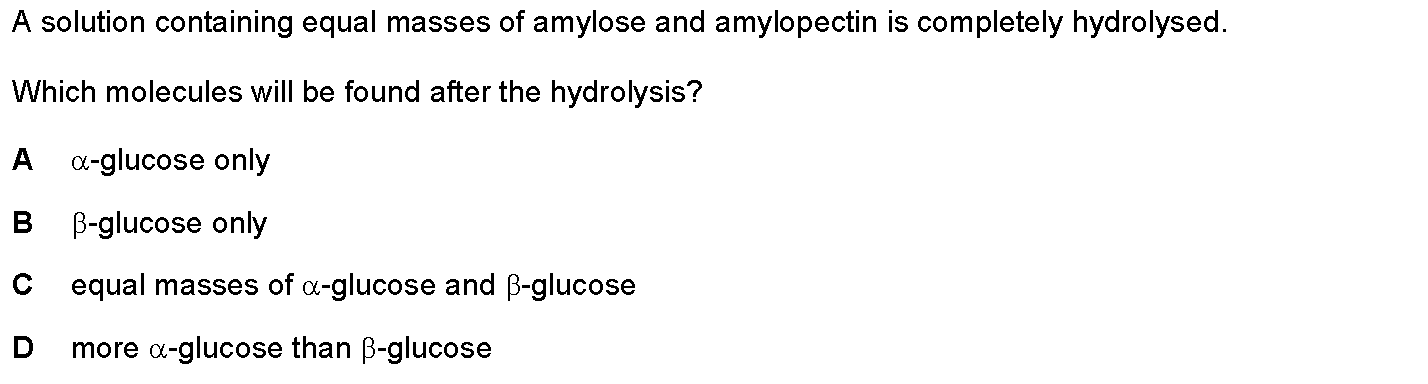 A solution containing equal masses of amylose and amylopectin is completely hydrolysed.
Which molecules will be found after the hydrolysis?
A α-glucose only
B β-glucose only
C equal masses of α-glucose and β-glucose
D more α-glucose than β-glucose